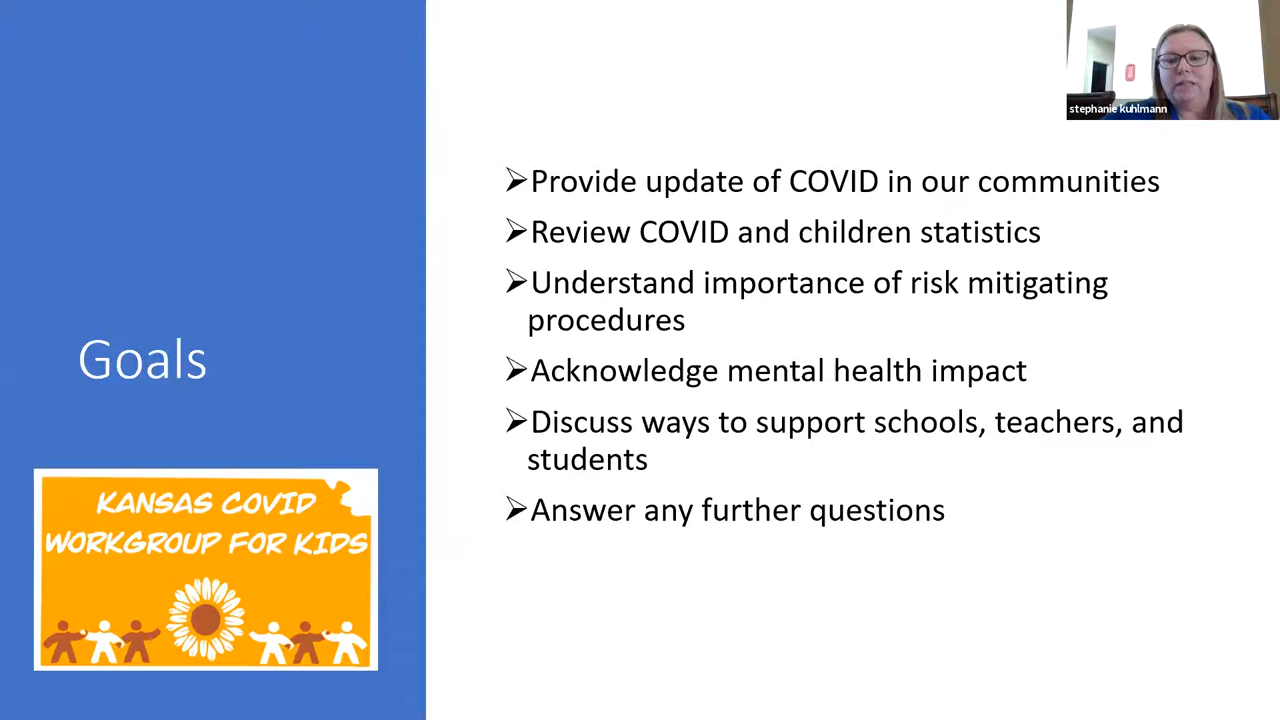 stephanie kuhlmann
Goals
➢Provide update of COVID in our communities
➢Review COVID and children statistics
➢Understand importance of risk mitigating
procedures
➢Acknowledge mental health impact
➢Discuss ways to support schools, teachers, and
students
➢Answer any further questions
KANSAS COVID
WORKGROUP FOR KIDS